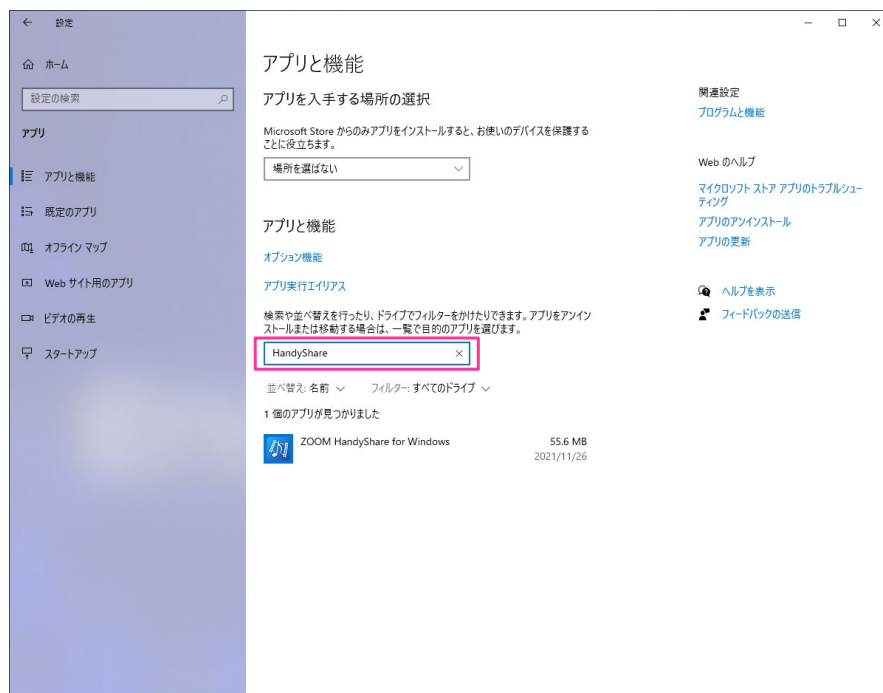 設定
ホーム
設定の検索
アプリ
アプリと機能
既定のアプリ
オフライン マップ
Web サイト用のアプリ
ビデオの再生
スタートアップ
アプリと機能
アプリを入手する場所の選択
Microsoft Store からのみアプリをインストールすると、お使いのデバイスを保護する
ことに役立ちます。
場所を選ばない
アプリと機能
オプション機能
アプリ実行エイリアス
検索や並べ替えを行ったり、ドライブでフィルターをかけたりできます。アプリをアンイン
ストールまたは移動する場合は、一覧で目的のアプリを選びます。
HandyShare
並べ替え: 名前 フィルター: すべてのドライブ
1 個のアプリが見つかりました
ZOOM HandyShare for Windows 55.6 MB
2021/11/26
関連設定
プログラムと機能
Web のヘルプ
マイクロソフト ストア アプリのトラブルシュー
ティング
アプリのアンインストール
アプリの更新
ヘルプを表示
フィードバックの送信